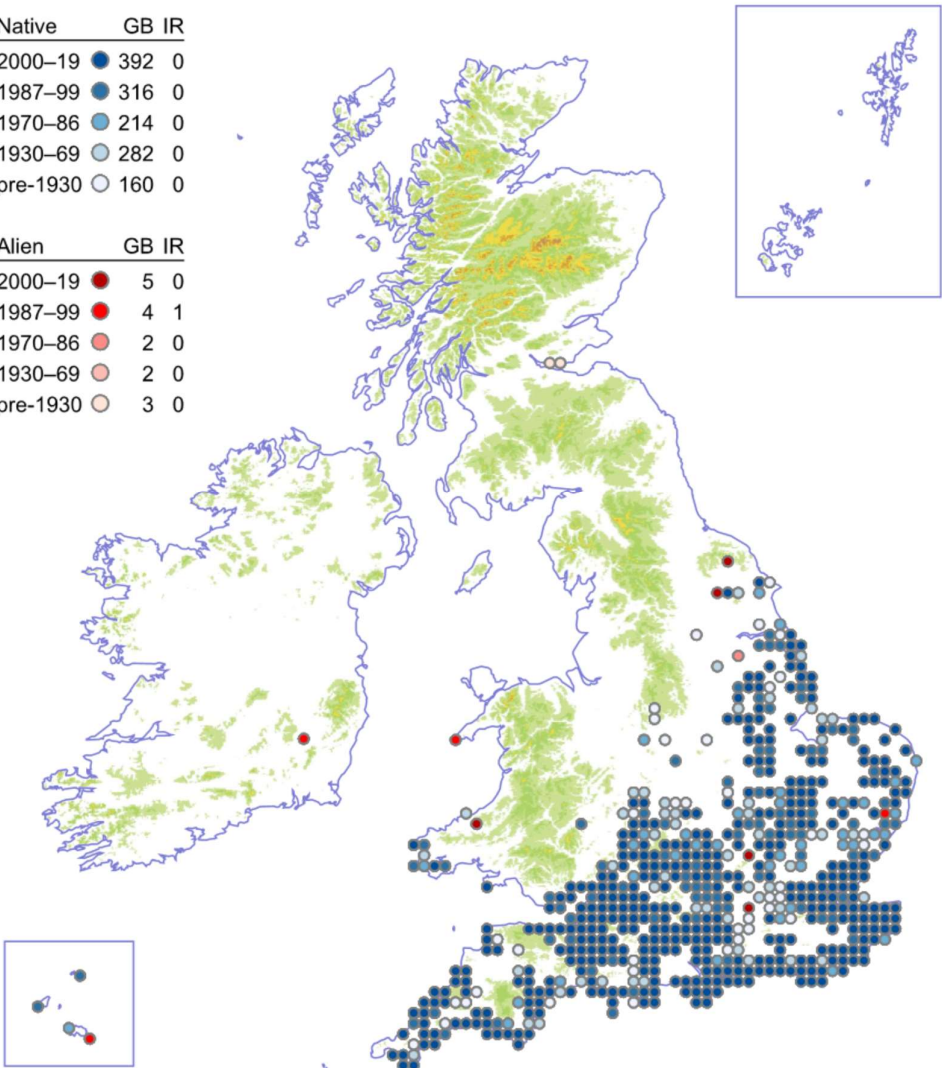 Native GB IR
2000–19 392 0
1987–99 316 0
1970–86 214 0
1930–69 282 0
pre-1930 160 0
Alien GB IR
2000–19 5 0
1987–99 4 1
1970–86 2 0
1930–69 2 0
pre-1930 3 0